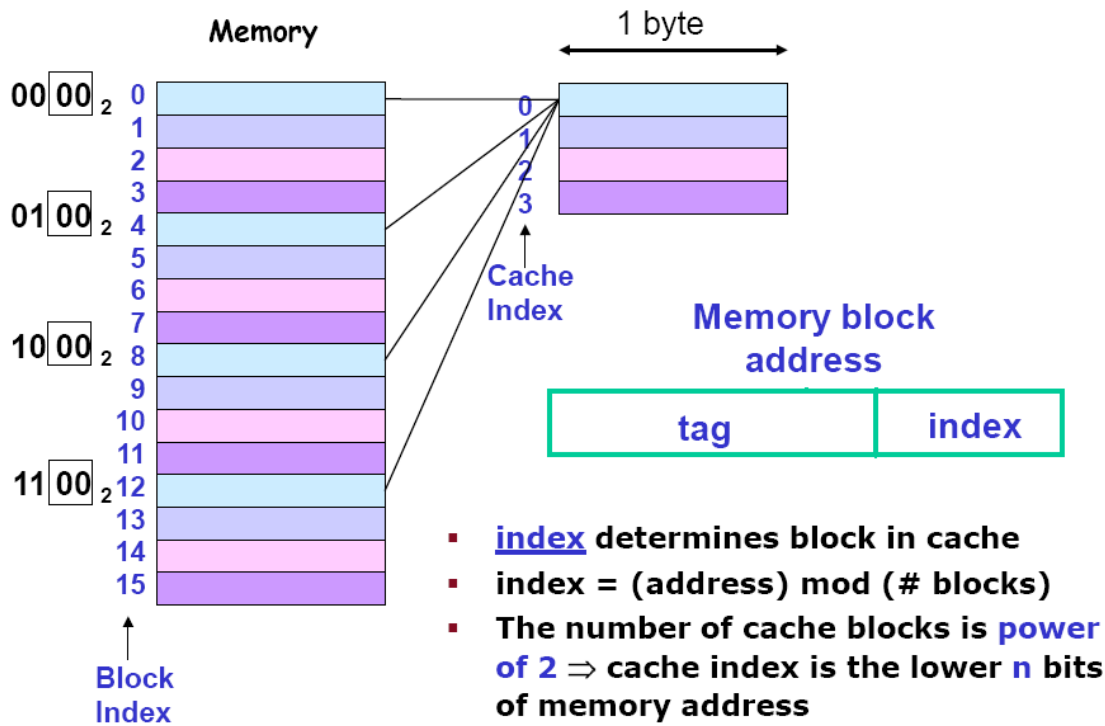 Memory
1 byte
00 00 2
0
1
2
3
01 00 2
4
5
6
7
10 00 2
8
9
10
11
11 00 2
12
13
14
15
Block
Index
0
1
2
3
Cache
Index
Memory block
address
tag
index
▪ index determines block in cache
▪ index = (address) mod (# blocks)
▪ The number of cache blocks is power
of 2 ⇒ cache index is the lower n bits
of memory address